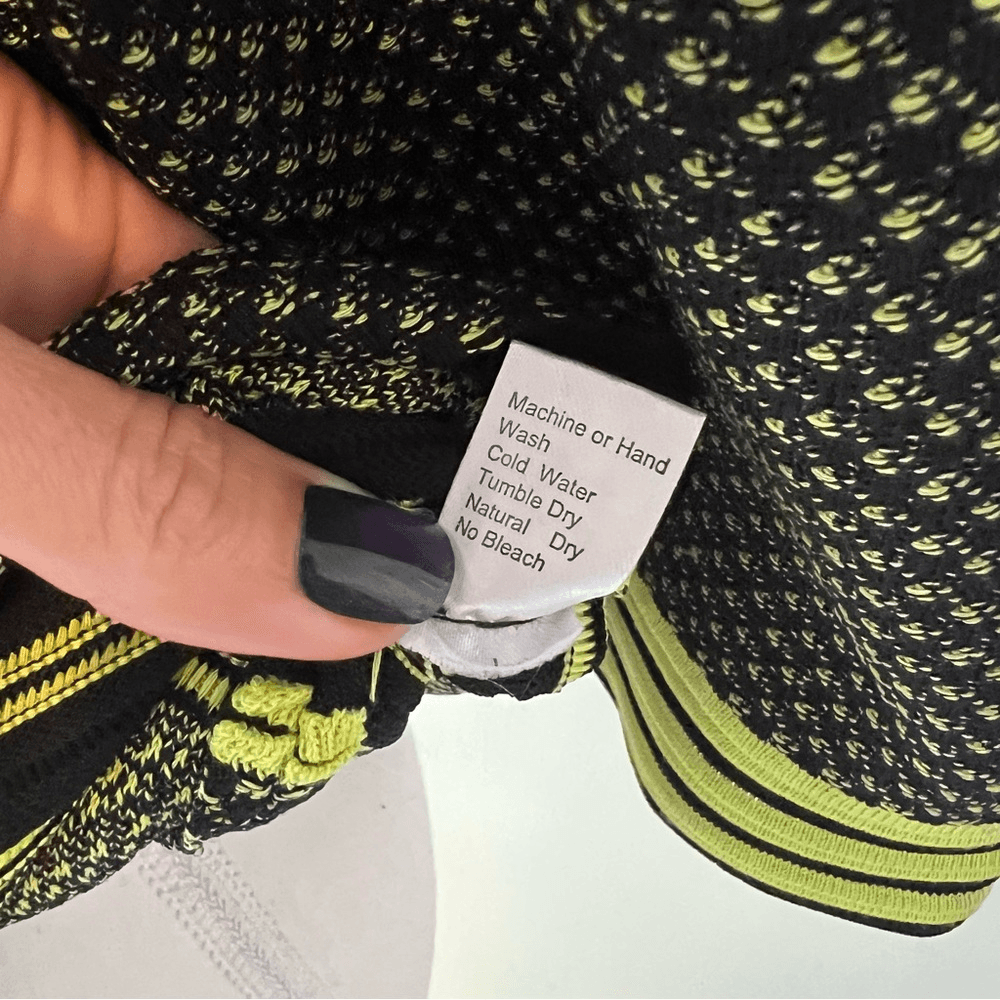 Machine or Hand
Wash
Cold Water
Tumble Dry
Natural Dry
No Bleach